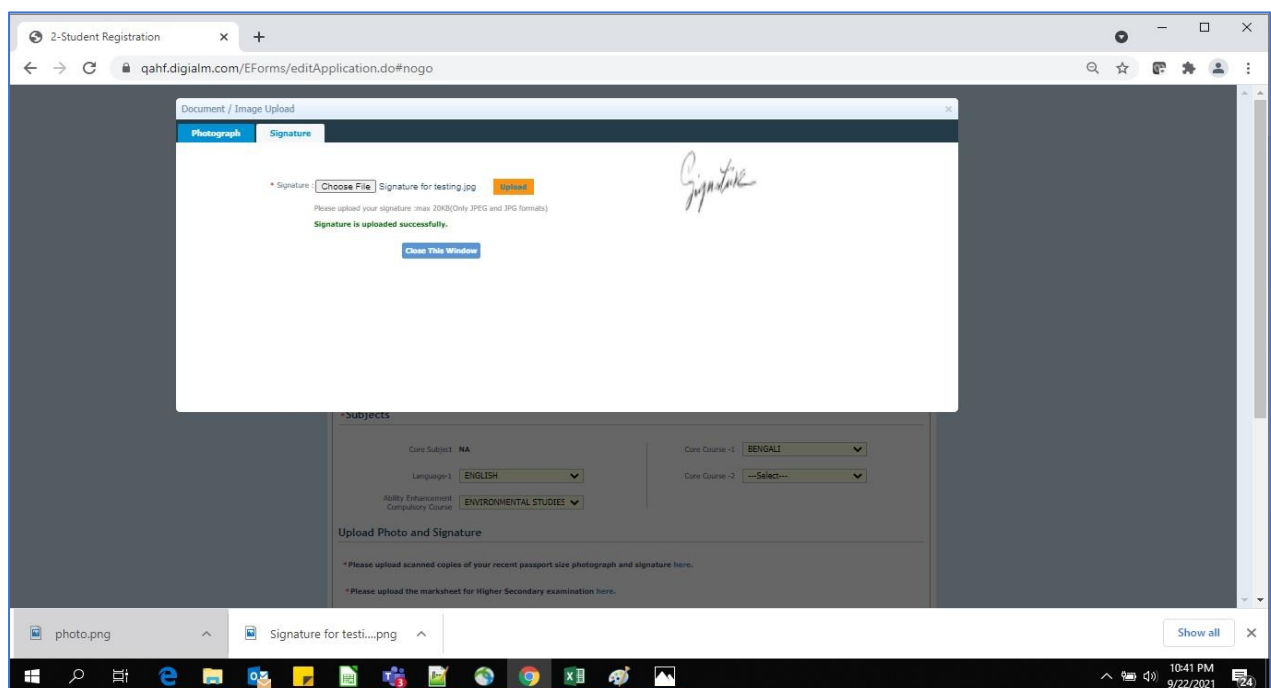 2-Student Registration
qahf.digialm.com/EForms/editApplication.do#nogo
Document / Image Upload
Photograph Signature
Signature
* Signature : Choose File Signature for testing.jpg Upload
Please upload your signature :max 20KB(Only JPEG and JPG formats)
Signature is uploaded successfully.
Close This Window
*Subjects
Core Subject NA Core Course -1 BENGALI
Language-1 ENGLISH Core Course -2 ---Select---
Ability Enhancement
Compulsory Course ENVIRONMENTAL STUDIES
Upload Photo and Signature
*Please upload scanned copies of your recent passport size photograph and signature here.
*Please upload the marksheet for Higher Secondary examination here.
photo.png Signature for testi....png Show all
10:41 PM
9/22/2021 24